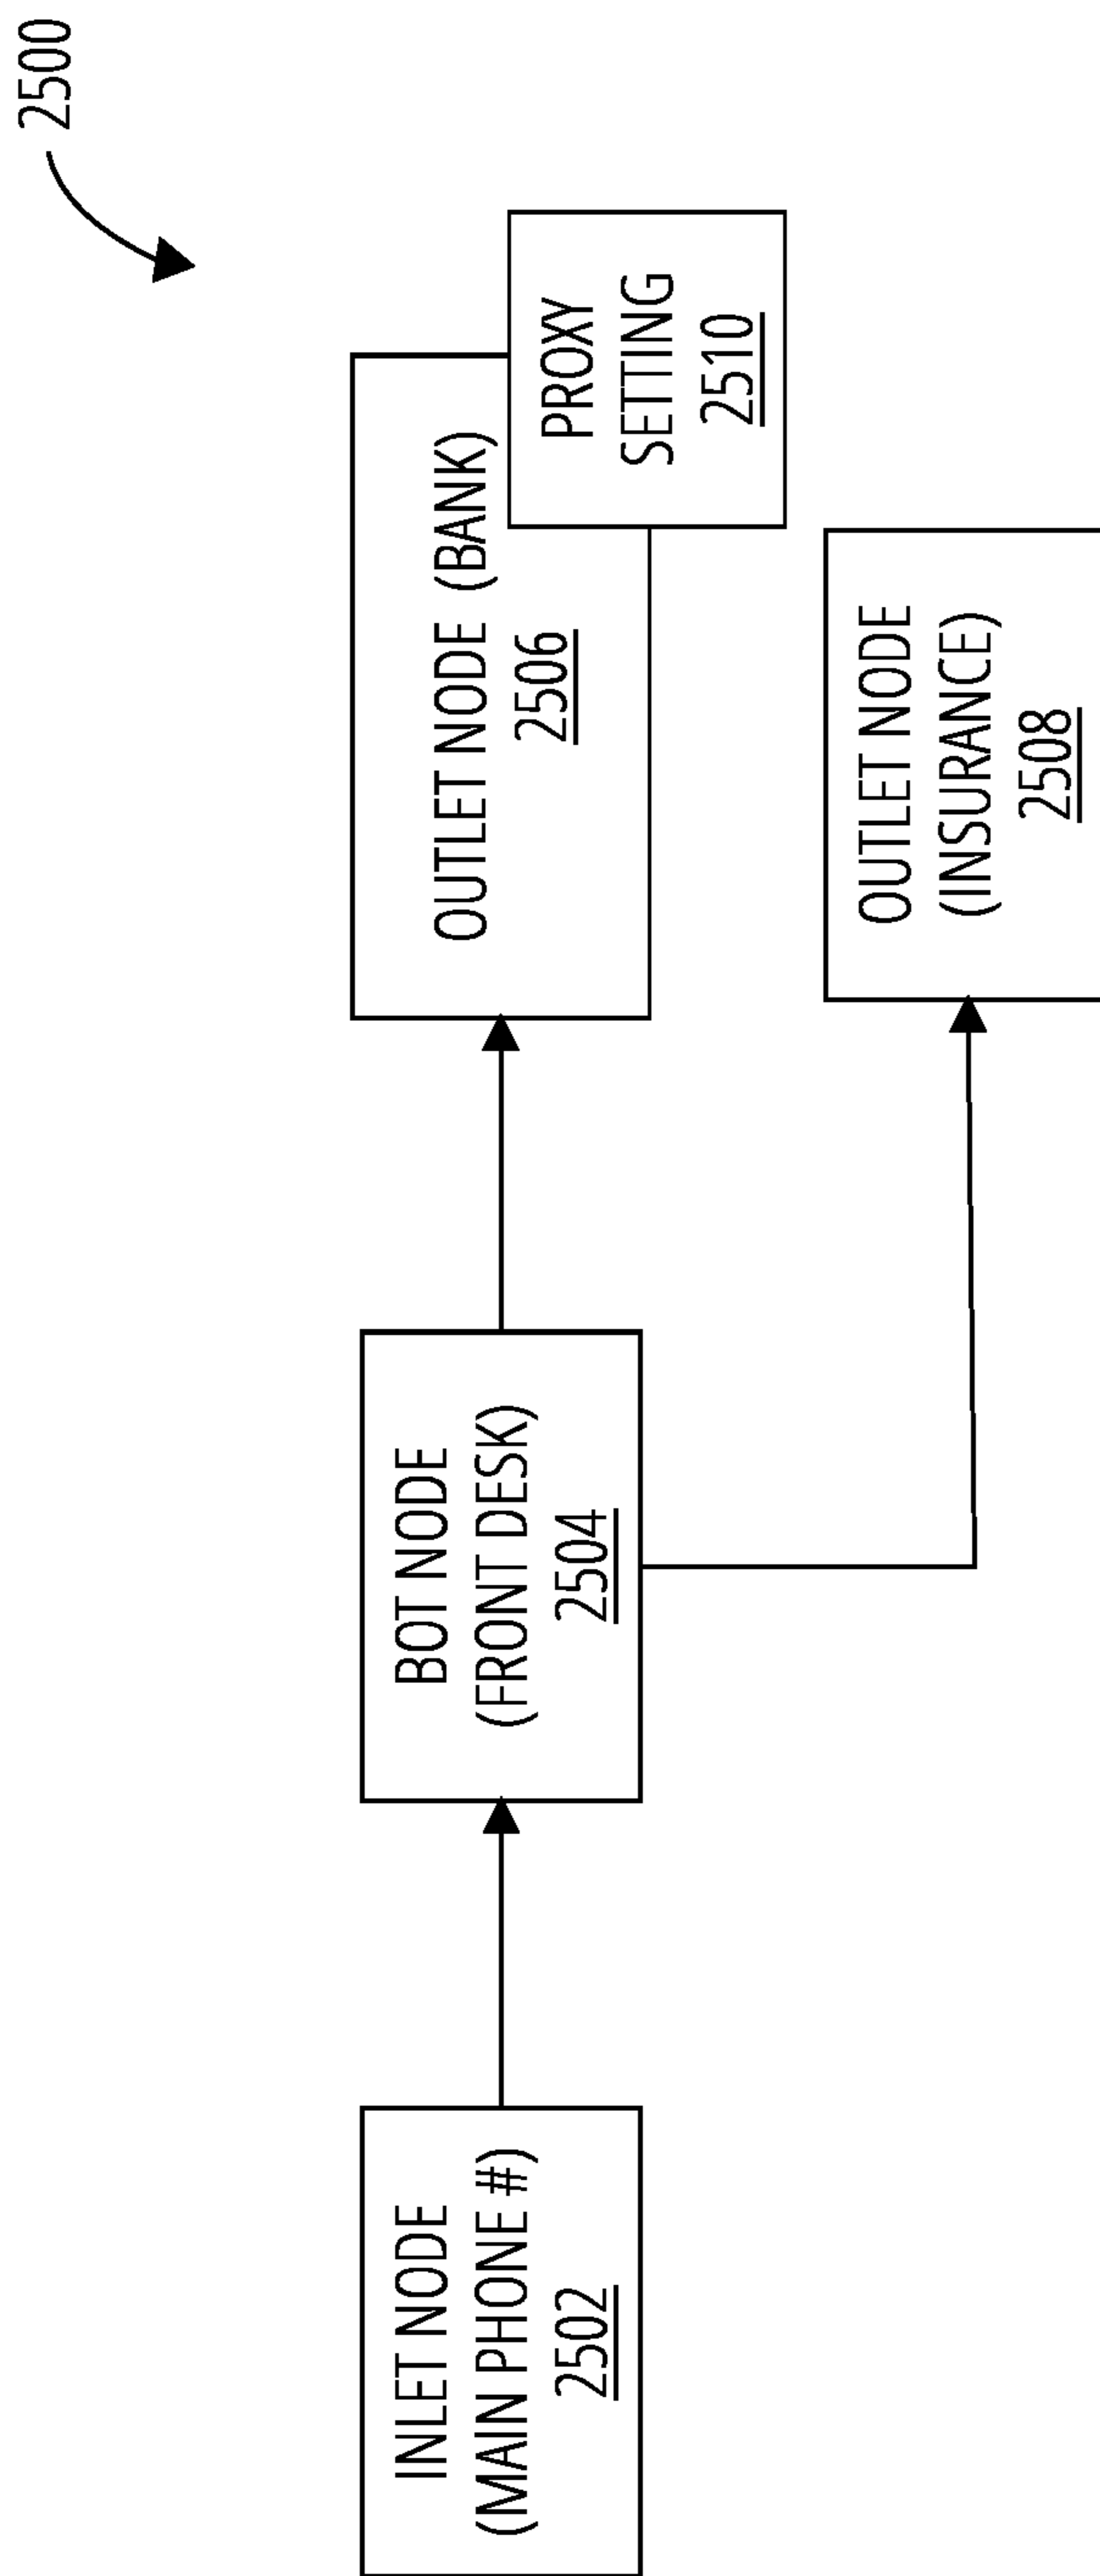 2500
INLET NODE
(MAIN PHONE #)
2502
BOT NODE
(FRONT DESK)
2504
OUTLET NODE (BANK)
2506
PROXY
SETTING
2510
OUTLET NODE
(INSURANCE)
2508